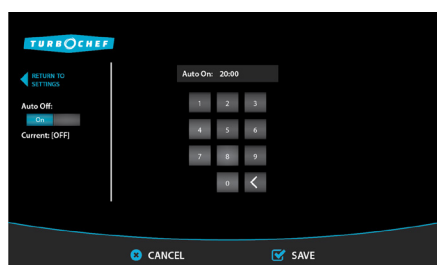 TURBOCHEF
RETURN TO
SETTINGS
Auto Off:
On
Current: [OFF]
Auto On: 20:00
1 2 3
4 5 6
7 8 9
0
CANCEL
SAVE